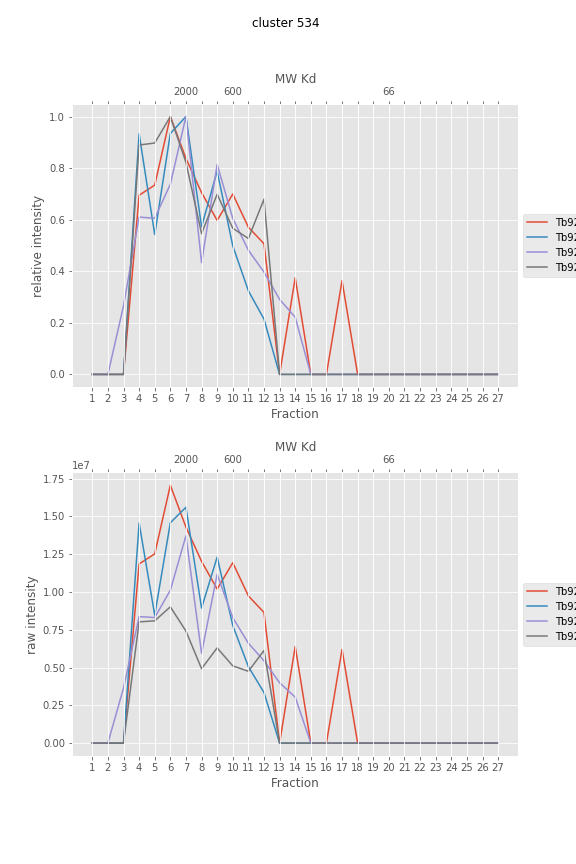 cluster 534
MW Kd
2000 600 66
1.0
0.8
0.6
0.4
0.2
0.0
relative intensity
Tb92
Tb92
Tb92
Tb92
1 2 3 4 5 6 7 8 9 10 11 12 13 14 15 16 17 18 19 20 21 22 23 24 25 26 27
Fraction
MW Kd
2000 600 66
1e7
1.75
1.50
1.25
1.00
0.75
0.50
0.25
0.00
raw intensity
Tb92
Tb92
Tb92
Tb92
1 2 3 4 5 6 7 8 9 10 11 12 13 14 15 16 17 18 19 20 21 22 23 24 25 26 27
Fraction